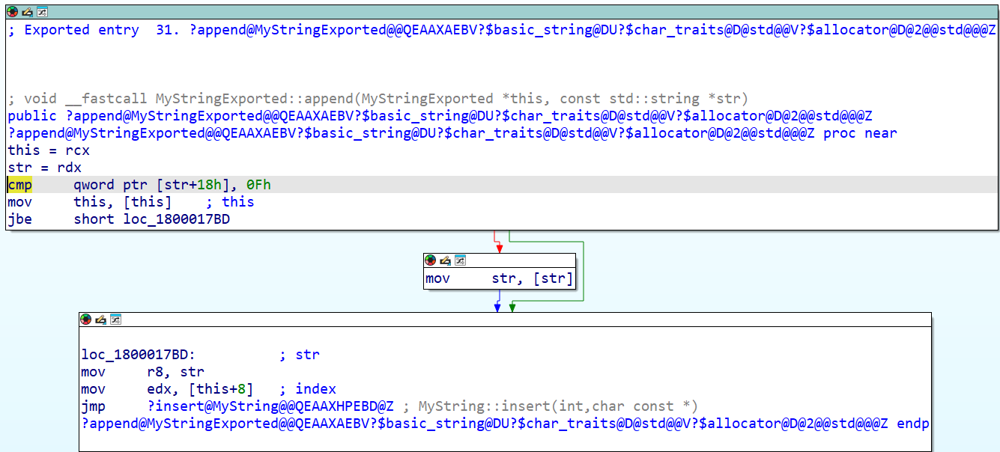 ; Exported entry  31. ?append@MyStringExported@@QEAAXAEBV?$basic_string@DU?$char_traits@D@std@@V?$allocator@D@2@@std@@@Z
; void __fastcall MyStringExported::append(MyStringExported *this, const std::string *str)
public ?append@MyStringExported@@QEAAXAEBV?$basic_string@DU?$char_traits@D@std@@V?$allocator@D@2@@std@@@Z
?append@MyStringExported@@QEAAXAEBV?$basic_string@DU?$char_traits@D@std@@V?$allocator@D@2@@std@@@Z proc near
this = rcx
str = rdx
cmp     qword ptr [str+18h], 0Fh
mov     this, [this]    ; this
jbe     short loc_1800017BD
mov     str, [str]
loc_1800017BD:          ; str
mov     r8, str
mov     edx, [this+8]   ; index
jmp     ?insert@MyString@@QEAAXHPEBD@Z ; MyString::insert(int,char const *)
?append@MyStringExported@@QEAAXAEBV?$basic_string@DU?$char_traits@D@std@@V?$allocator@D@2@@std@@@Z endp